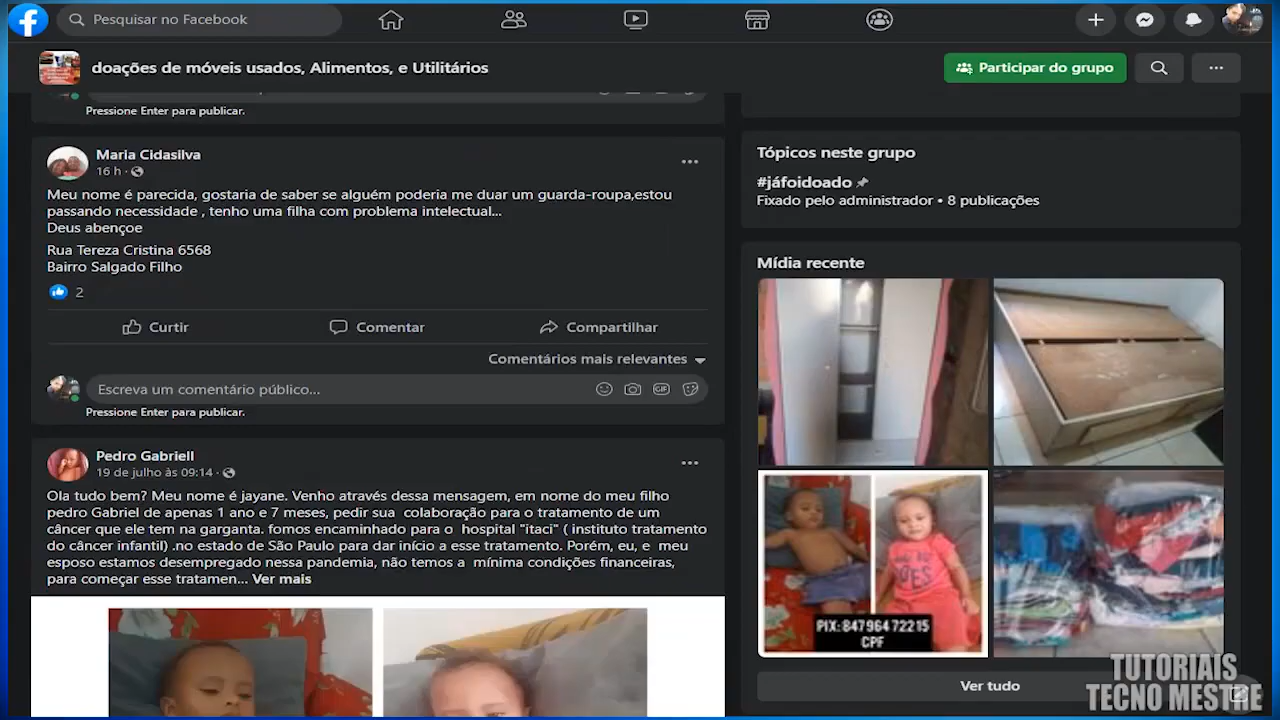 Pesquisar no Facebook
doações de móveis usados, Alimentos, e Utilitários
Participar do grupo
Pressione Enter para publicar.
Maria Cidasilva
16 h ·
Meu nome é parecida, gostaria de saber se alguém poderia me duar um guarda-roupa,estou
passando necessidade , tenho uma filha com problema intelectual...
Deus abençoe
Rua Tereza Cristina 6568
Bairro Salgado Filho
2
Curtir
Comentar
Compartilhar
Comentários mais relevantes
Escreva um comentário público...
GIF
Pressione Enter para publicar.
Pedro Gabriell
19 de julho às 09:14 ·
Ola tudo bem? Meu nome é jayane. Venho através dessa mensagem, em nome do meu filho
pedro Gabriel de apenas 1 ano e 7 meses, pedir sua colaboração para o tratamento de um
câncer que ele tem na garganta. fomos encaminhado para o hospital "itaci" ( instituto tratamento
do câncer infantil) .no estado de São Paulo para dar início a esse tratamento. Porém, eu, e meu
esposo estamos desempregado nessa pandemia, não temos a mínima condições financeiras,
para começar esse tratamen... Ver mais
Tópicos neste grupo
#jáfoidoado
Fixado pelo administrador • 8 publicações
Mídia recente
PIX:84796472215
CPF
Ver tudo
TUTORIAIS
TECNO MESTRE